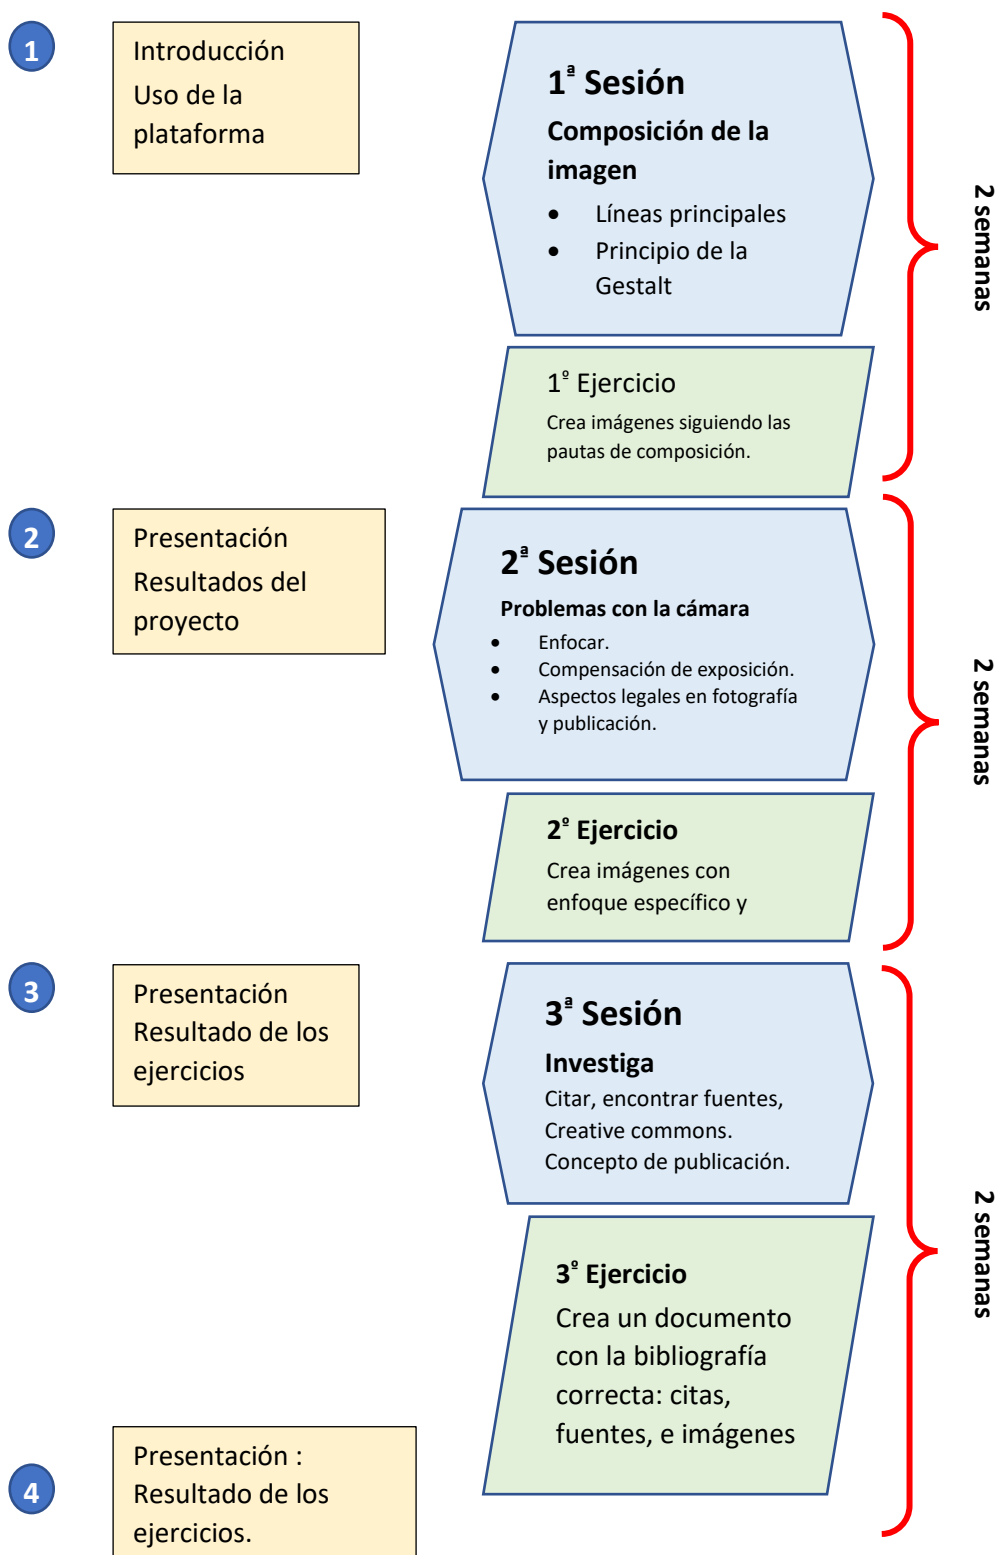 1
Introducción
Uso de la
plataforma
1ª Sesión
Composición de la
imagen
• Líneas principales
• Principio de la
Gestalt
1º Ejercicio
Crea imágenes siguiendo las
pautas de composición.
2 semanas
2
Presentación
Resultados del
proyecto
2ª Sesión
Problemas con la cámara
• Enfocar.
• Compensación de exposición.
• Aspectos legales en fotografía
y publicación.
2º Ejercicio
Crea imágenes con
enfoque específico y
2 semanas
3
Presentación
Resultado de los
ejercicios
3ª Sesión
Investiga
Citar, encontrar fuentes,
Creative commons.
Concepto de publicación.
3º Ejercicio
Crea un documento
con la bibliografía
correcta: citas,
fuentes, e imágenes
2 semanas
4
Presentación :
Resultado de los
ejercicios.